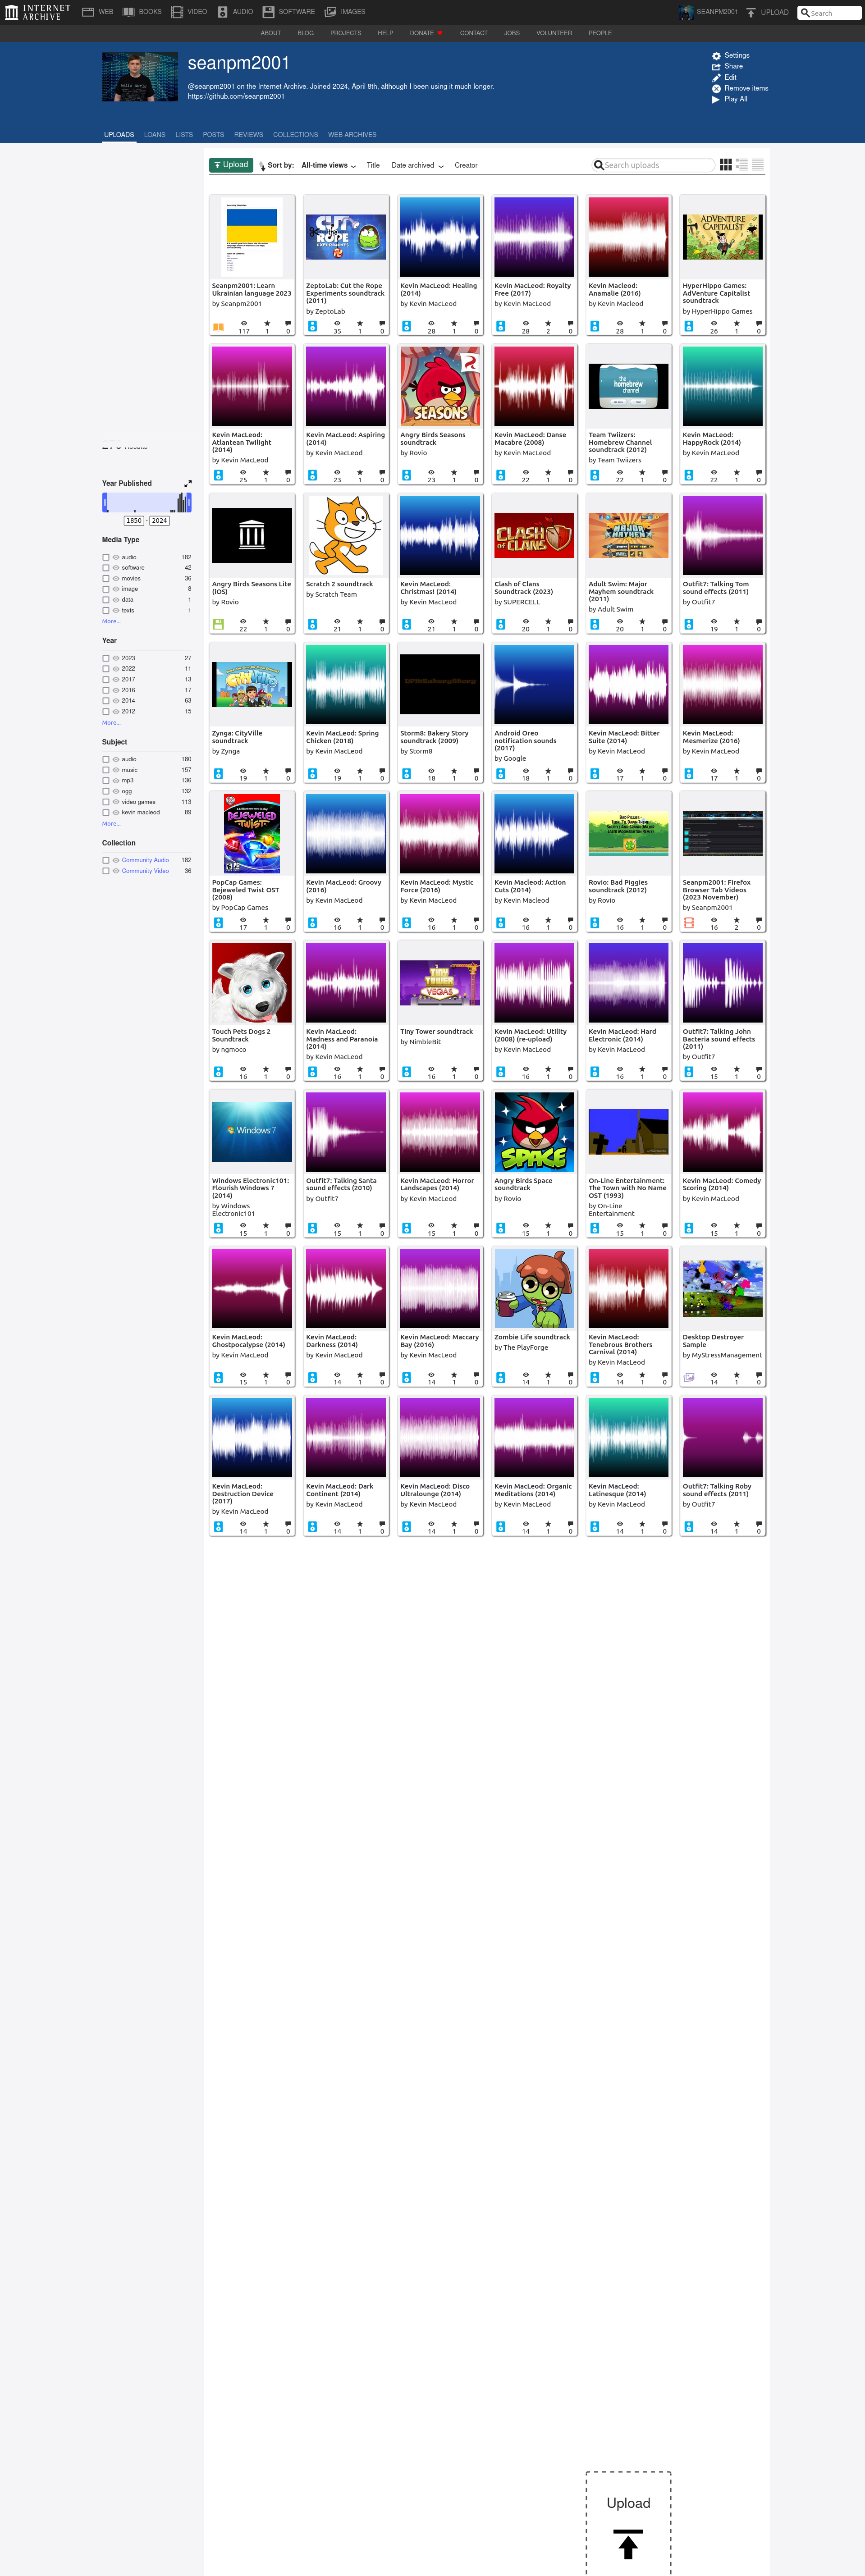 INTERNET ARCHIVE
WEB BOOKS VIDEO AUDIO SOFTWARE IMAGES SEANPM2001 UPLOAD Search
ABOUT BLOG PROJECTS HELP DONATE CONTACT JOBS VOLUNTEER PEOPLE
seanpm2001
@seanpm2001 on the Internet Archive. Joined 2024, April 8th, although I been using it much longer.
https://github.com/seanpm2001
Settings
Share
Edit
Remove items
Play All
UPLOADS LOANS LISTS POSTS REVIEWS COLLECTIONS WEB ARCHIVES
Upload Sort by: All-time views Title Date archived Creator Search uploads
Year Published
1850 - 2024
Media Type
audio 182
software 42
movies 36
image 8
data 1
texts 1
More...
Year
2023 27
2022 11
2017 13
2016 17
2014 63
2012 15
More...
Subject
audio 180
music 157
mp3 136
ogg 132
video games 113
kevin macleod 89
More...
Collection
Community Audio 182
Community Video 36
Seanpm2001: Learn Ukrainian language 2023
by Seanpm2001
117 1 0
CUT THE ROPE EXPERIMENTS
ZeptoLab: Cut the Rope Experiments soundtrack (2011)
by ZeptoLab
35 1 0
Kevin MacLeod: Healing (2014)
by Kevin MacLeod
28 1 0
Kevin MacLeod: Royalty Free (2017)
by Kevin MacLeod
28 2 0
Kevin Macleod: Anamalie (2016)
by Kevin Macleod
28 1 0
ADVENTURE CAPITALIST
HyperHippo Games: AdVenture Capitalist soundtrack
by HyperHippo Games
26 1 0
Kevin MacLeod: Atlantean Twilight (2014)
by Kevin MacLeod
25 1 0
Kevin MacLeod: Aspiring (2014)
by Kevin MacLeod
23 1 0
SEASONS
Angry Birds Seasons soundtrack
by Rovio
23 1 0
Kevin MacLeod: Danse Macabre (2008)
by Kevin MacLeod
22 1 0
the homebrew channel
Team Twiizers: Homebrew Channel soundtrack (2012)
by Team Twiizers
22 1 0
Kevin MacLeod: HappyRock (2014)
by Kevin MacLeod
22 1 0
Angry Birds Seasons Lite (iOS)
by Rovio
22 1 0
Scratch 2 soundtrack
by Scratch Team
21 1 0
Kevin MacLeod: Christmas! (2014)
by Kevin MacLeod
21 1 0
CLASH OF CLANS
Clash of Clans Soundtrack (2023)
by SUPERCELL
20 1 0
MAJOR MAYHEM
Adult Swim: Major Mayhem soundtrack (2011)
by Adult Swim
20 1 0
Outfit7: Talking Tom sound effects (2011)
by Outfit7
19 1 0
CityVille
Zynga: CityVille soundtrack
by Zynga
19 1 0
Kevin MacLeod: Spring Chicken (2018)
by Kevin MacLeod
19 1 0
Storm8: Bakery Story soundtrack (2009)
by Storm8
18 1 0
Android Oreo notification sounds (2017)
by Google
18 1 0
Kevin MacLeod: Bitter Suite (2014)
by Kevin MacLeod
17 1 0
Kevin MacLeod: Mesmerize (2016)
by Kevin MacLeod
17 1 0
BEJEWELED TWIST
PopCap Games: Bejeweled Twist OST (2008)
by PopCap Games
17 1 0
Kevin MacLeod: Groovy (2016)
by Kevin MacLeod
16 1 0
Kevin MacLeod: Mystic Force (2016)
by Kevin MacLeod
16 1 0
Kevin Macleod: Action Cuts (2014)
by Kevin Macleod
16 1 0
Rovio: Bad Piggies soundtrack (2012)
by Rovio
16 1 0
Seanpm2001: Firefox Browser Tab Videos (2023 November)
by Seanpm2001
16 2 0
Touch Pets Dogs 2 Soundtrack
by ngmoco
16 1 0
Kevin MacLeod: Madness and Paranoia (2014)
by Kevin MacLeod
16 1 0
TINY TOWER VEGAS
Tiny Tower soundtrack
by NimbleBit
16 1 0
Kevin MacLeod: Utility (2008) (re-upload)
by Kevin MacLeod
16 1 0
Kevin MacLeod: Hard Electronic (2014)
by Kevin MacLeod
16 1 0
Outfit7: Talking John Bacteria sound effects (2011)
by Outfit7
15 1 0
Windows 7
Windows Electronic101: Flourish Windows 7 (2014)
by Windows Electronic101
15 1 0
Outfit7: Talking Santa sound effects (2010)
by Outfit7
15 1 0
Kevin MacLeod: Horror Landscapes (2014)
by Kevin MacLeod
15 1 0
SPACE
Angry Birds Space soundtrack
by Rovio
15 1 0
On-Line Entertainment: The Town with No Name OST (1993)
by On-Line Entertainment
15 1 0
Kevin MacLeod: Comedy Scoring (2014)
by Kevin MacLeod
15 1 0
Kevin MacLeod: Ghostpocalypse (2014)
by Kevin MacLeod
15 1 0
Kevin MacLeod: Darkness (2014)
by Kevin MacLeod
14 1 0
Kevin MacLeod: Maccary Bay (2016)
by Kevin MacLeod
14 1 0
Zombie Life soundtrack
by The PlayForge
14 1 0
Kevin MacLeod: Tenebrous Brothers Carnival (2014)
by Kevin MacLeod
14 1 0
Desktop Destroyer Sample
by MyStressManagement
14 1 0
Kevin MacLeod: Destruction Device (2017)
by Kevin MacLeod
14 1 0
Kevin MacLeod: Dark Continent (2014)
by Kevin MacLeod
14 1 0
Kevin MacLeod: Disco Ultralounge (2014)
by Kevin MacLeod
14 1 0
Kevin MacLeod: Organic Meditations (2014)
by Kevin MacLeod
14 1 0
Kevin MacLeod: Latinesque (2014)
by Kevin MacLeod
14 1 0
Outfit7: Talking Roby sound effects (2011)
by Outfit7
14 1 0
Upload